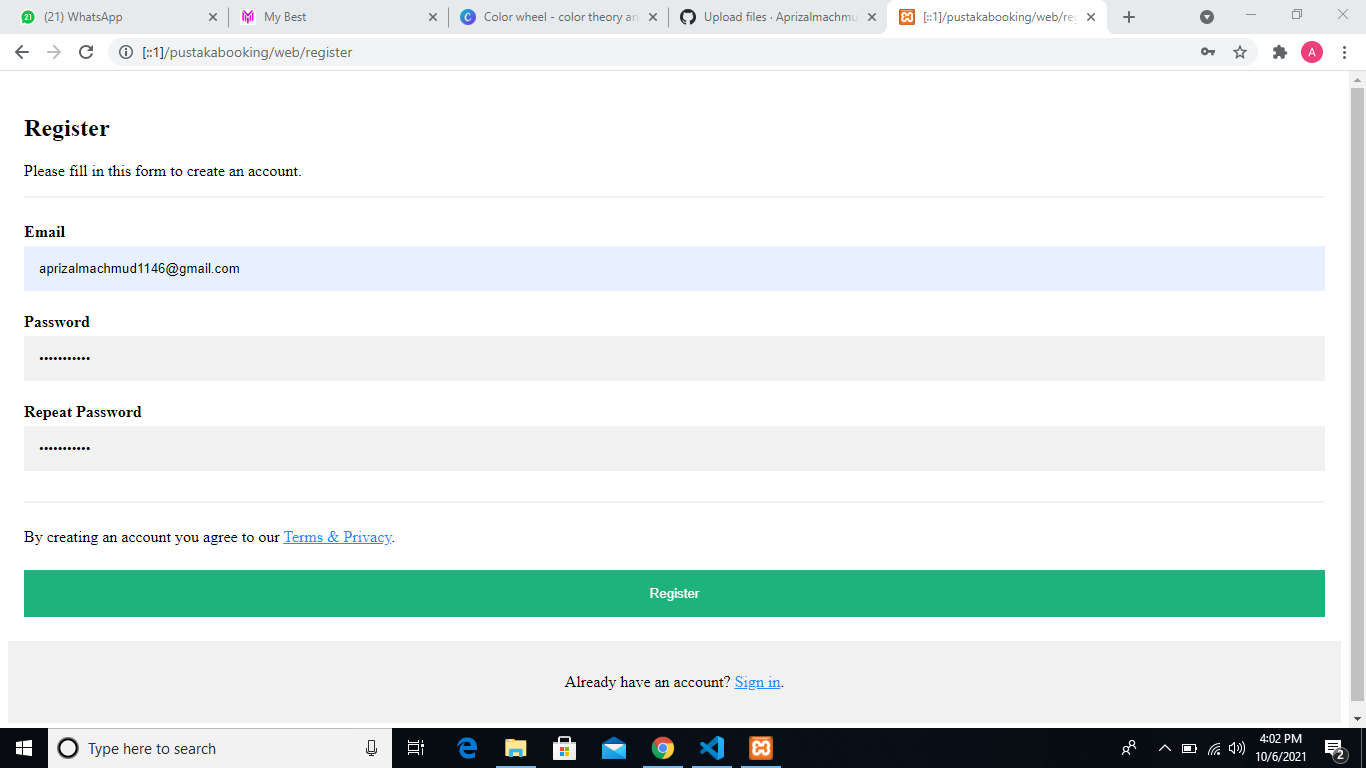 (21) WhatsApp
My Best
Color wheel - color theory an
Upload files · Aprizalmachmu
[::1]/pustakabooking/web/reg
[::1]/pustakabooking/web/register
A
Register
Please fill in this form to create an account.
Email
aprizalmachmud1146@gmail.com
Password
•••••••••••
Repeat Password
•••••••••••
By creating an account you agree to our Terms & Privacy.
Register
Already have an account? Sign in.
Type here to search
4:02 PM
10/6/2021
2